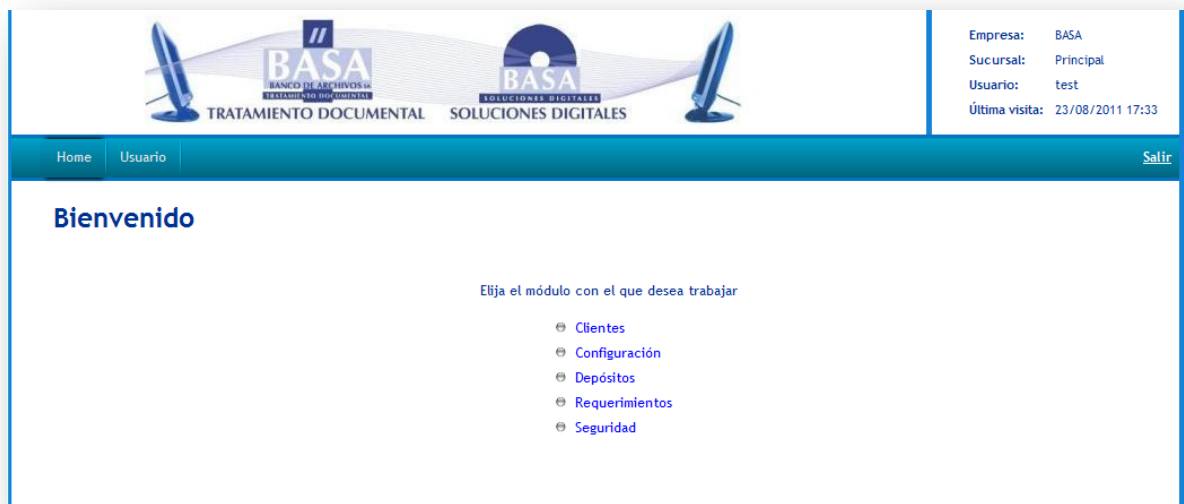 BASA
BANCO DE ARCHIVOS S.A.
TRATAMIENTO DOCUMENTAL
TRATAMIENTO DOCUMENTAL
BASA
SOLUCIONES DIGITALES
SOLUCIONES DIGITALES
Empresa: BASA
Sucursal: Principal
Usuario: test
Última visita: 23/08/2011 17:33
Home Usuario Salir
Bienvenido
Elija el módulo con el que desea trabajar
Clientes
Configuración
Depósitos
Requerimientos
Seguridad